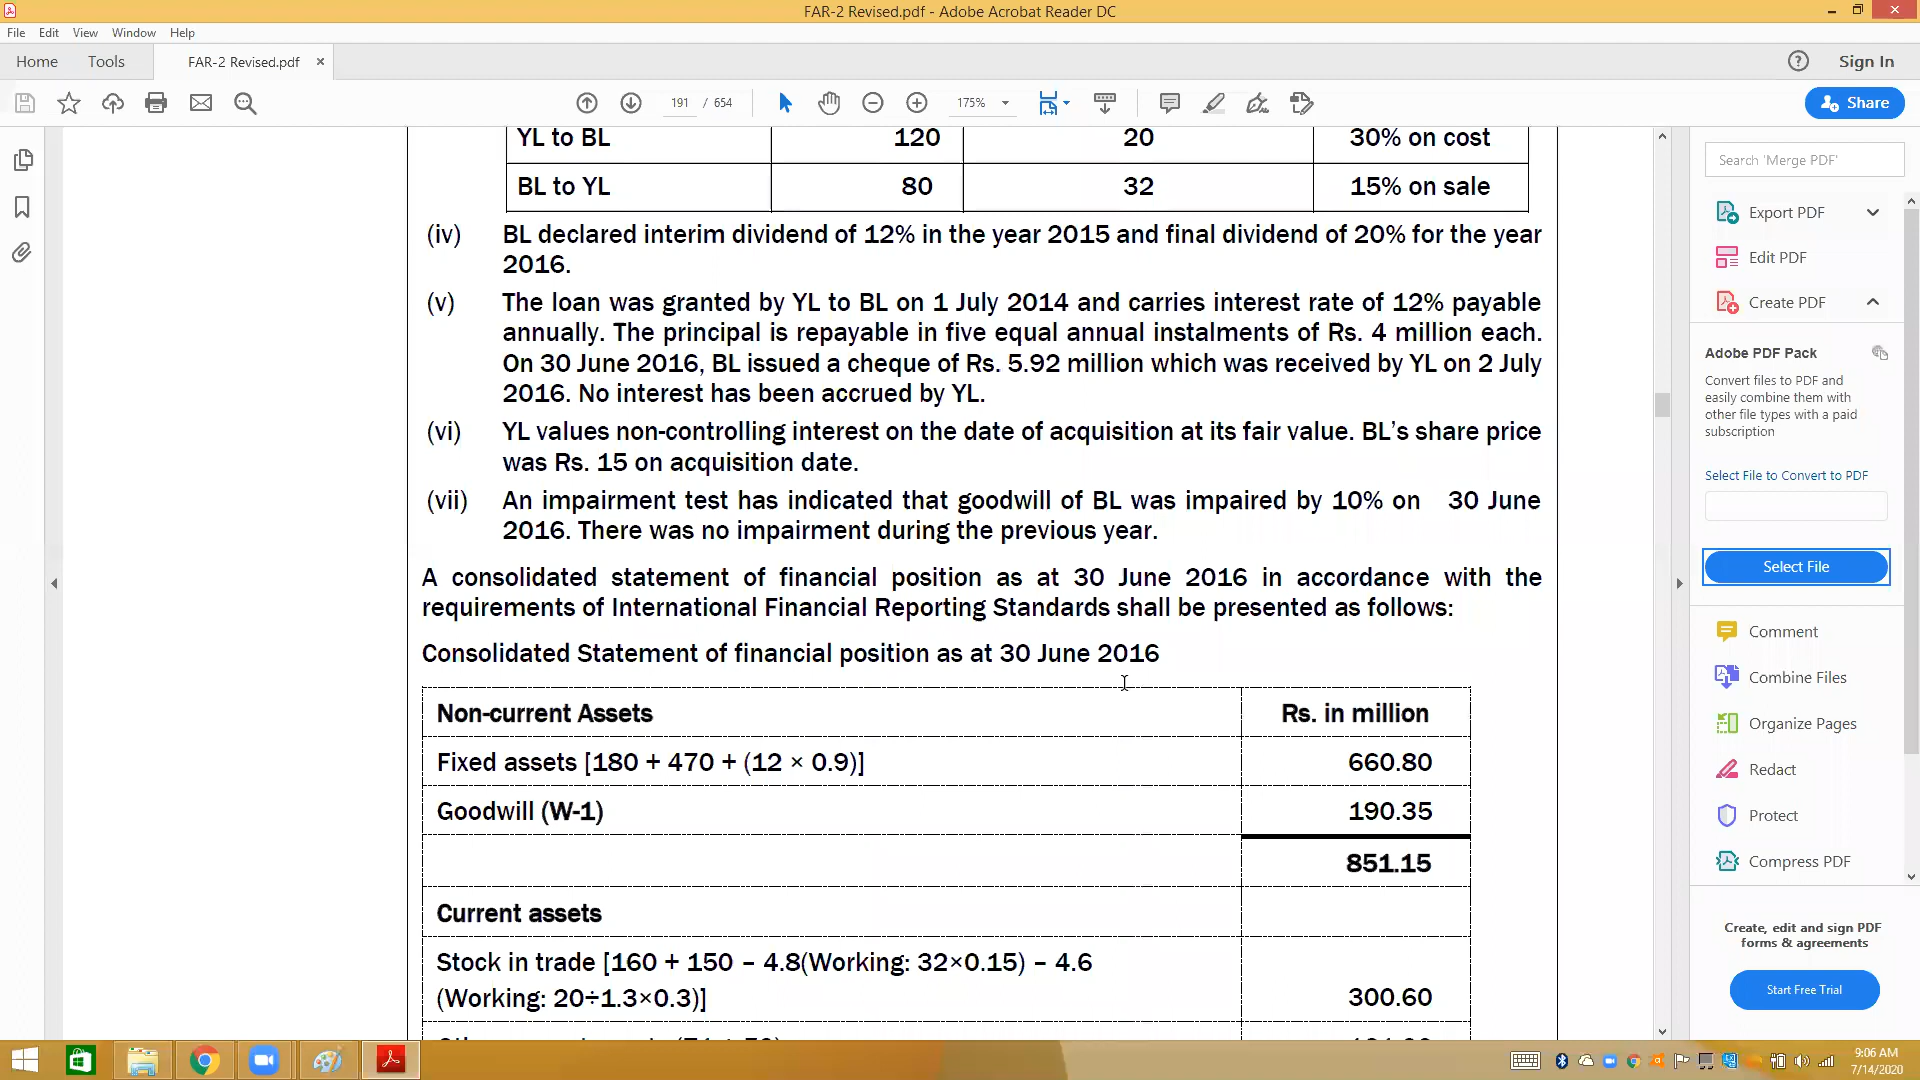 FAR-2 Revised.pdf - Adobe Acrobat Reader DC
File Edit View Window Help
Home Tools FAR-2 Revised.pdf × Sign In
191 / 654 175% Share
YL to BL 120 20 30% on cost
BL to YL 80 32 15% on sale
(iv) BL declared interim dividend of 12% in the year 2015 and final dividend of 20% for the year
2016.
(v) The loan was granted by YL to BL on 1 July 2014 and carries interest rate of 12% payable
annually. The principal is repayable in five equal annual instalments of Rs. 4 million each.
On 30 June 2016, BL issued a cheque of Rs. 5.92 million which was received by YL on 2 July
2016. No interest has been accrued by YL.
(vi) YL values non-controlling interest on the date of acquisition at its fair value. BL's share price
was Rs. 15 on acquisition date.
(vii) An impairment test has indicated that goodwill of BL was impaired by 10% on 30 June
2016. There was no impairment during the previous year.
A consolidated statement of financial position as at 30 June 2016 in accordance with the
requirements of International Financial Reporting Standards shall be presented as follows:
Consolidated Statement of financial position as at 30 June 2016
Non-current Assets Rs. in million
Fixed assets [180 + 470 + (12 × 0.9)] 660.80
Goodwill (W-1) 190.35
851.15
Current assets
Stock in trade [160 + 150 – 4.8(Working: 32×0.15) – 4.6
(Working: 20÷1.3×0.3)] 300.60
Search 'Merge PDF'
Export PDF
Edit PDF
Create PDF
Adobe PDF Pack
Convert files to PDF and
easily combine them with
other file types with a paid
subscription
Select File to Convert to PDF
Select File
Comment
Combine Files
Organize Pages
Redact
Protect
Compress PDF
Create, edit and sign PDF
forms & agreements
Start Free Trial
9:06 AM
7/14/2020